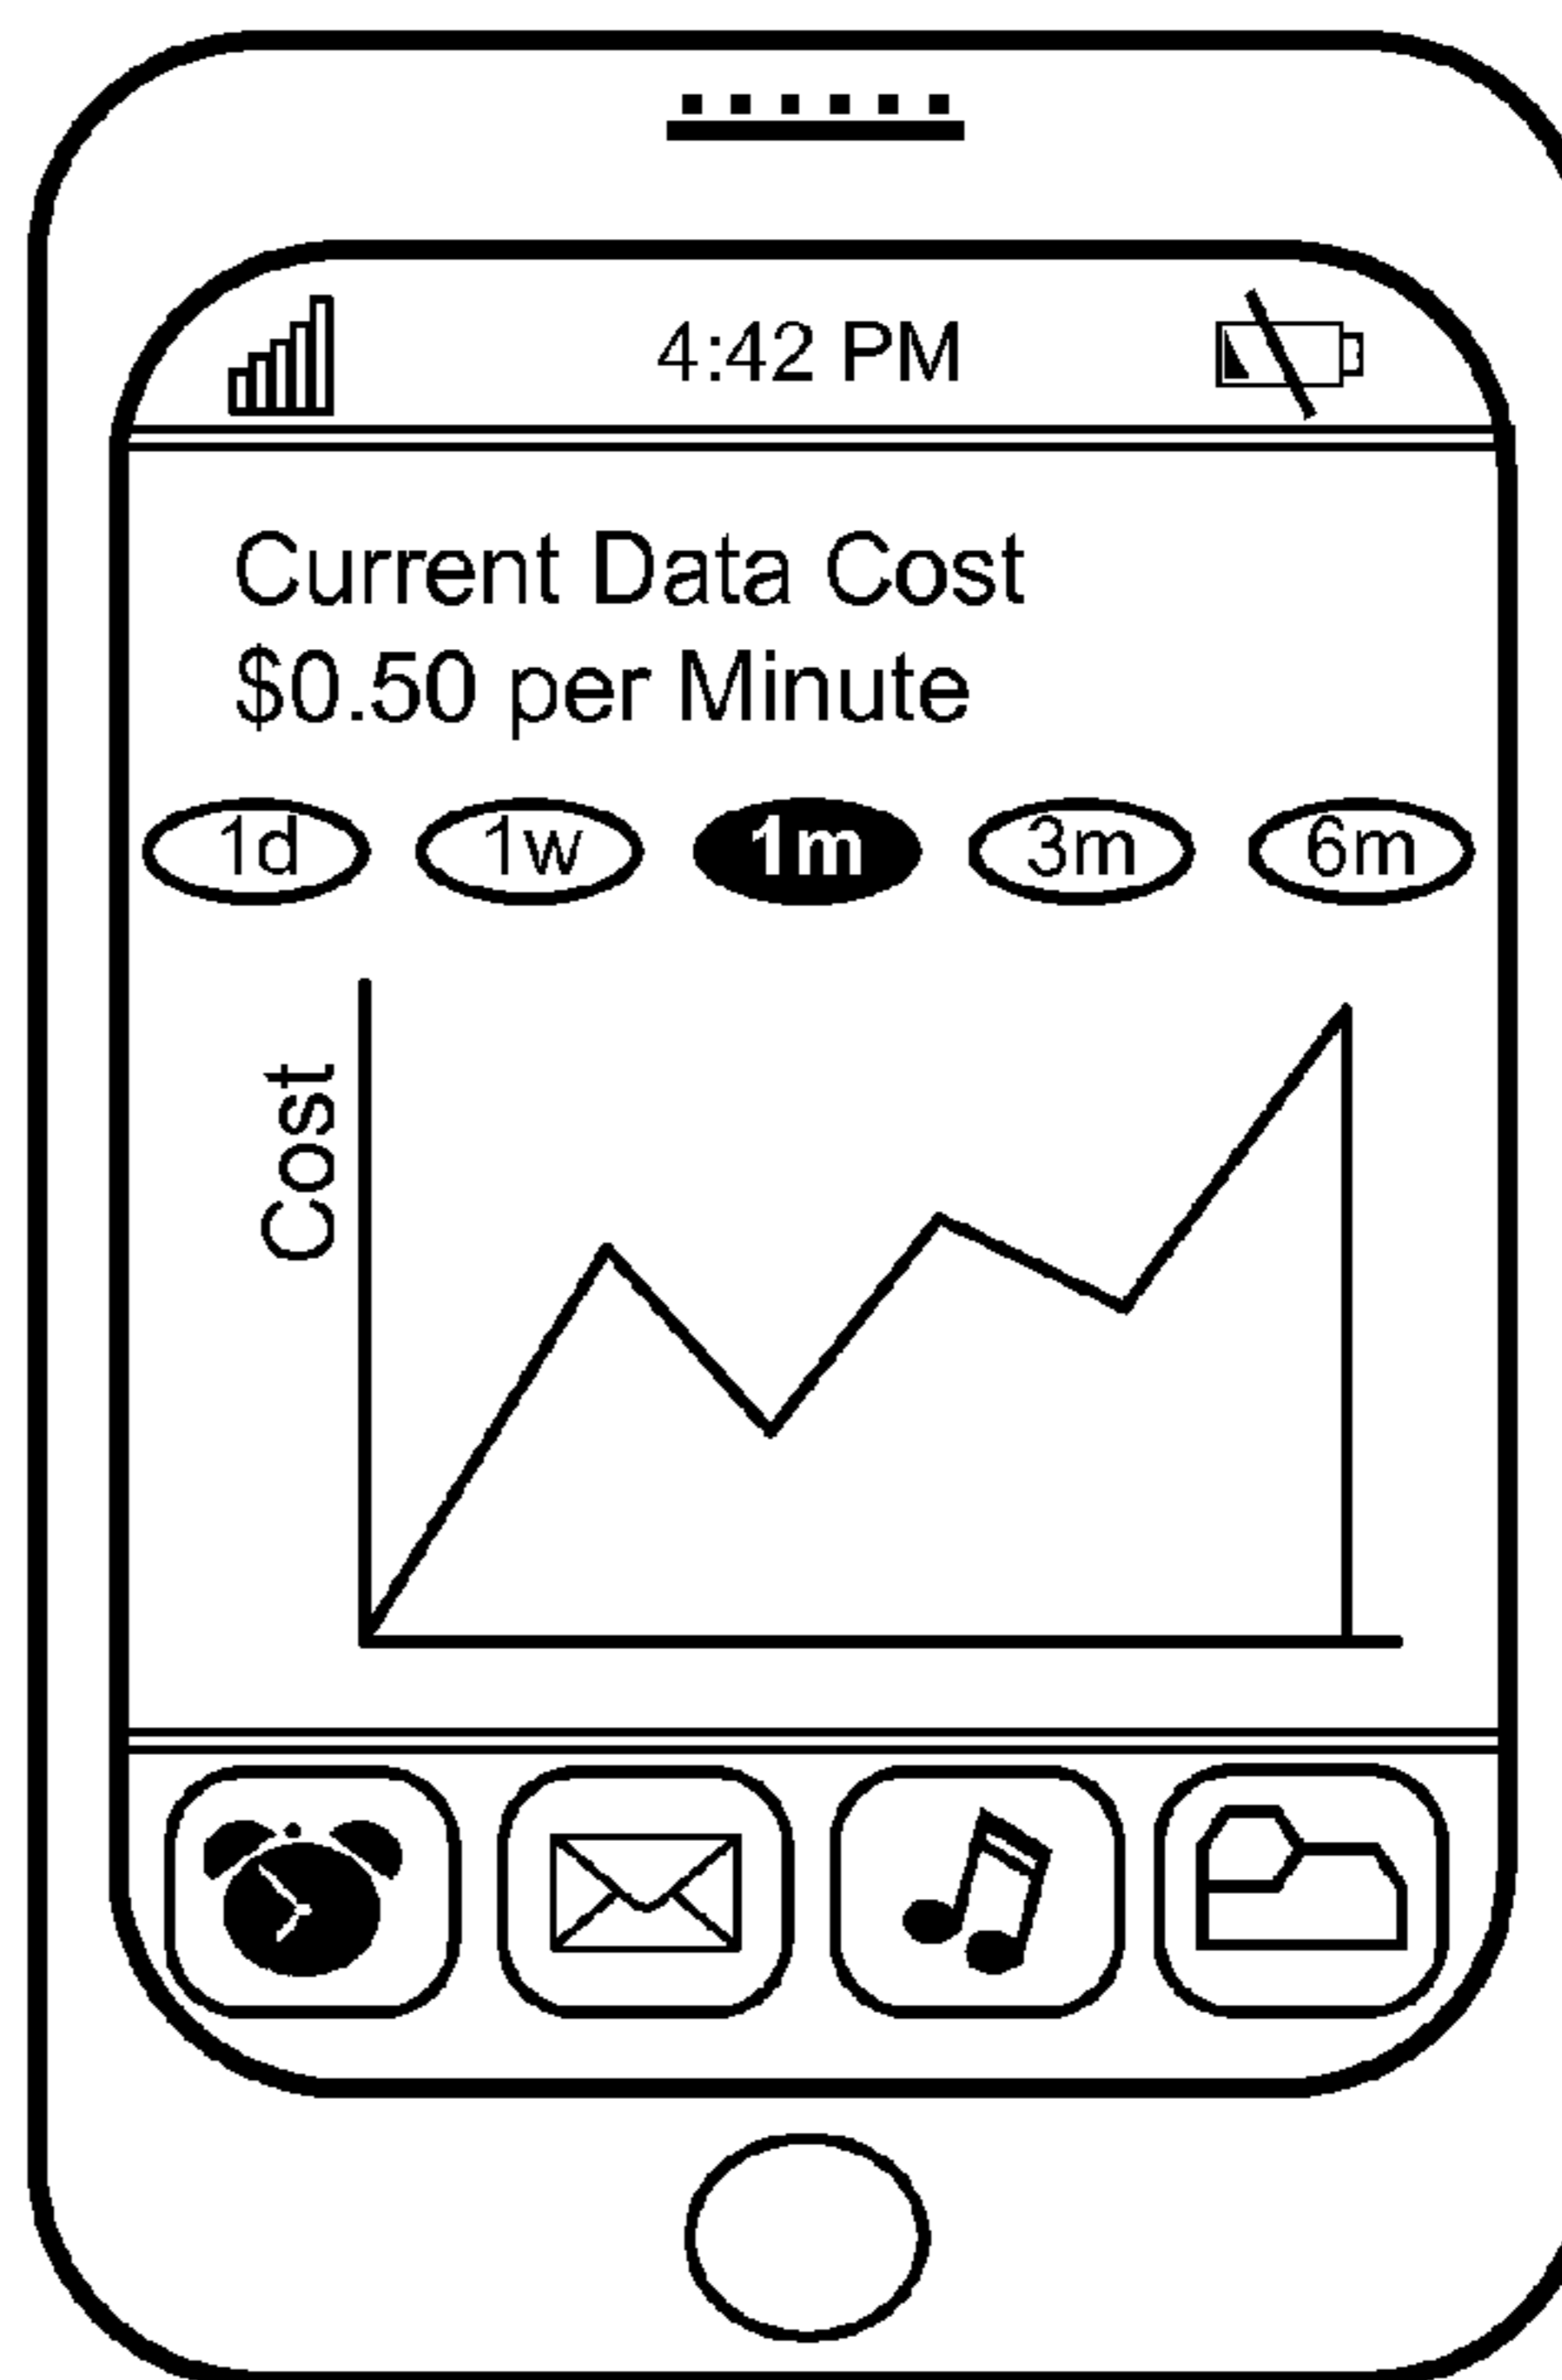 4:42 PM
Current Data Cost
$0.50 per Minute
1d 1w 1m 3m 6m
Cost